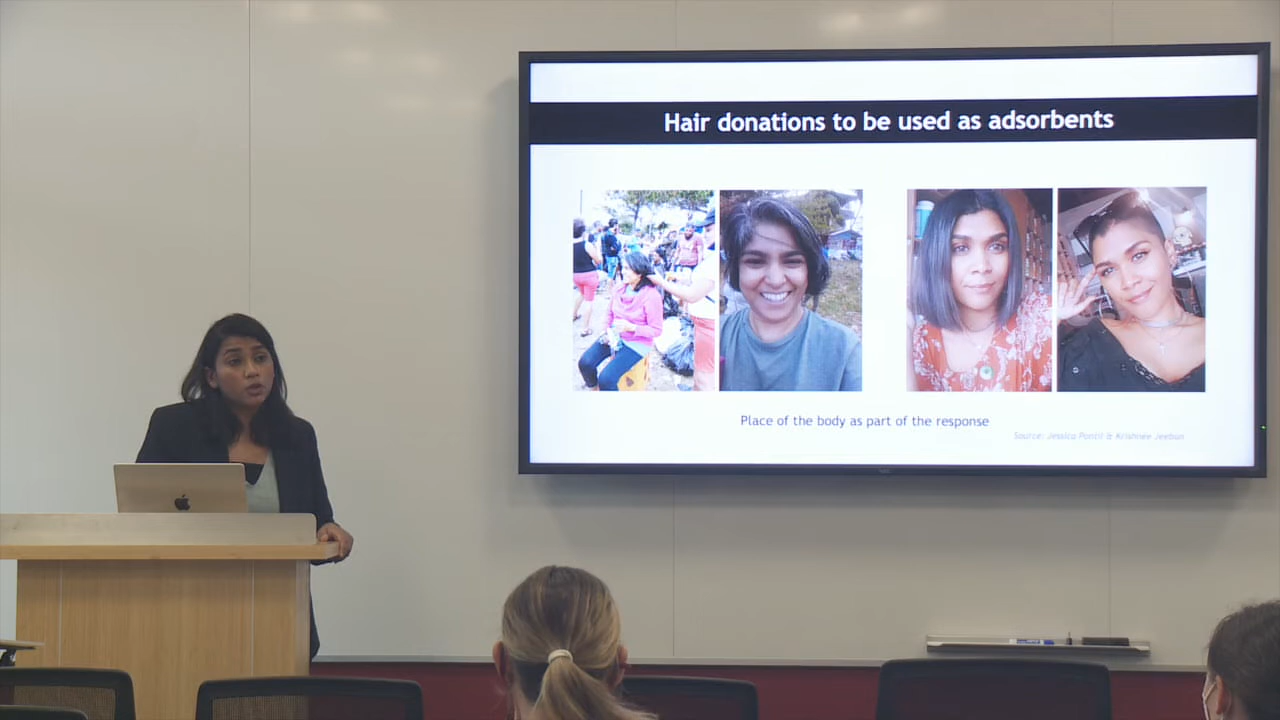 Hair donations to be used as adsorbents
Place of the body as part of the response
Source: Jessica Pontit & Krishnee Jeebun